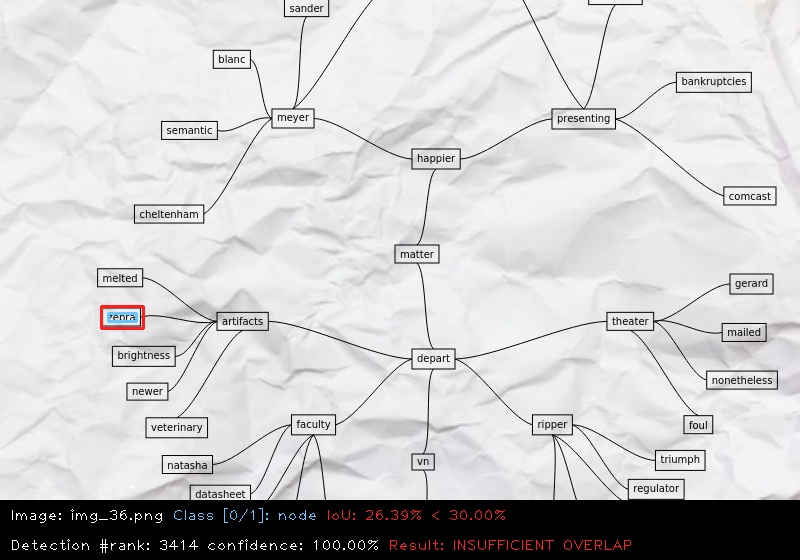 sander
blanc
bankruptcies
meyer
presenting
semantic
happier
comcast
cheltenham
matter
melted
gerard
zepra
artifacts
theater
mailed
brightness
depart
nonetheless
newer
veterinary
faculty
ripper
foul
natasha
vn
triumph
datasheet
regulator
Image: img_36.png Class [0/1]: node IoU: 26.39% < 30.00%
Detection #rank: 3414 confidence: 100.00% Result: INSUFFICIENT OVERLAP